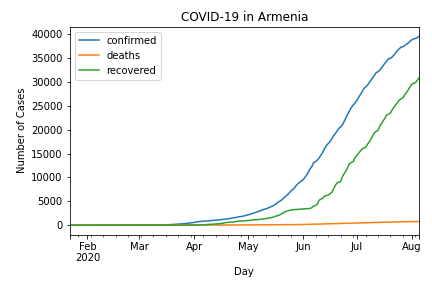 COVID-19 in Armenia
confirmed
deaths
recovered
Number of Cases
40000
35000
30000
25000
20000
15000
10000
5000
0
Feb
2020
Mar
Apr
May
Jun
Jul
Aug
Day